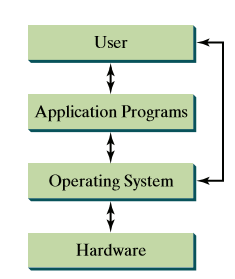 User
Application Programs
Operating System
Hardware